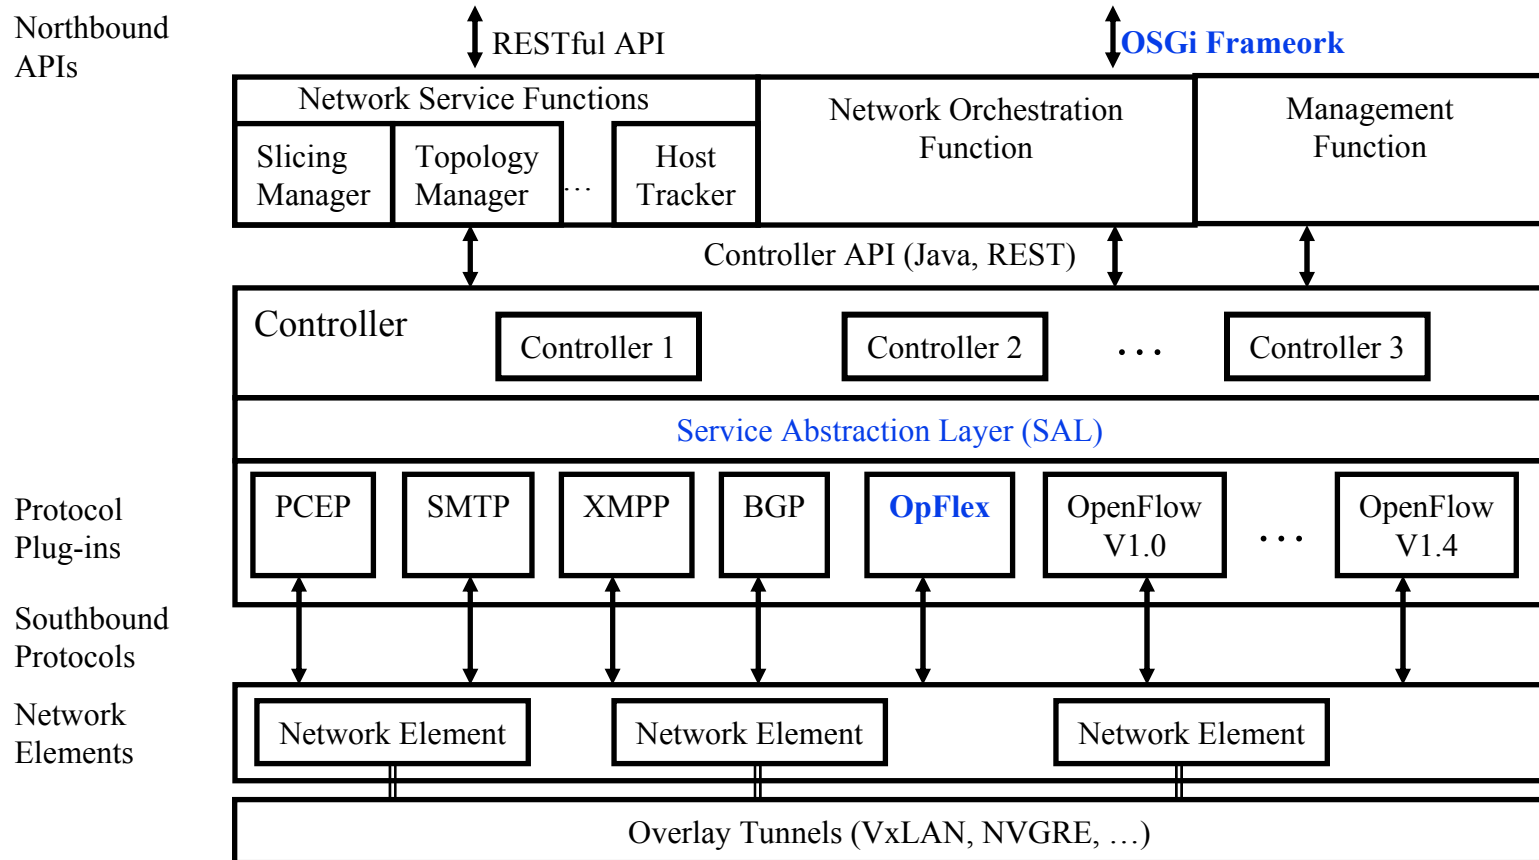 Northbound
APIs
RESTful API
OSGi Frameork
Network Service Functions
Slicing
Manager
Topology
Manager
…
Host
Tracker
Network Orchestration
Function
Management
Function
Controller API (Java, REST)
Controller
Controller 1
Controller 2
…
Controller 3
Service Abstraction Layer (SAL)
Protocol
Plug-ins
PCEP
SMTP
XMPP
BGP
OpFlex
OpenFlow
V1.0
…
OpenFlow
V1.4
Southbound
Protocols
Network
Elements
Network Element
Network Element
Network Element
Overlay Tunnels (VxLAN, NVGRE, …)